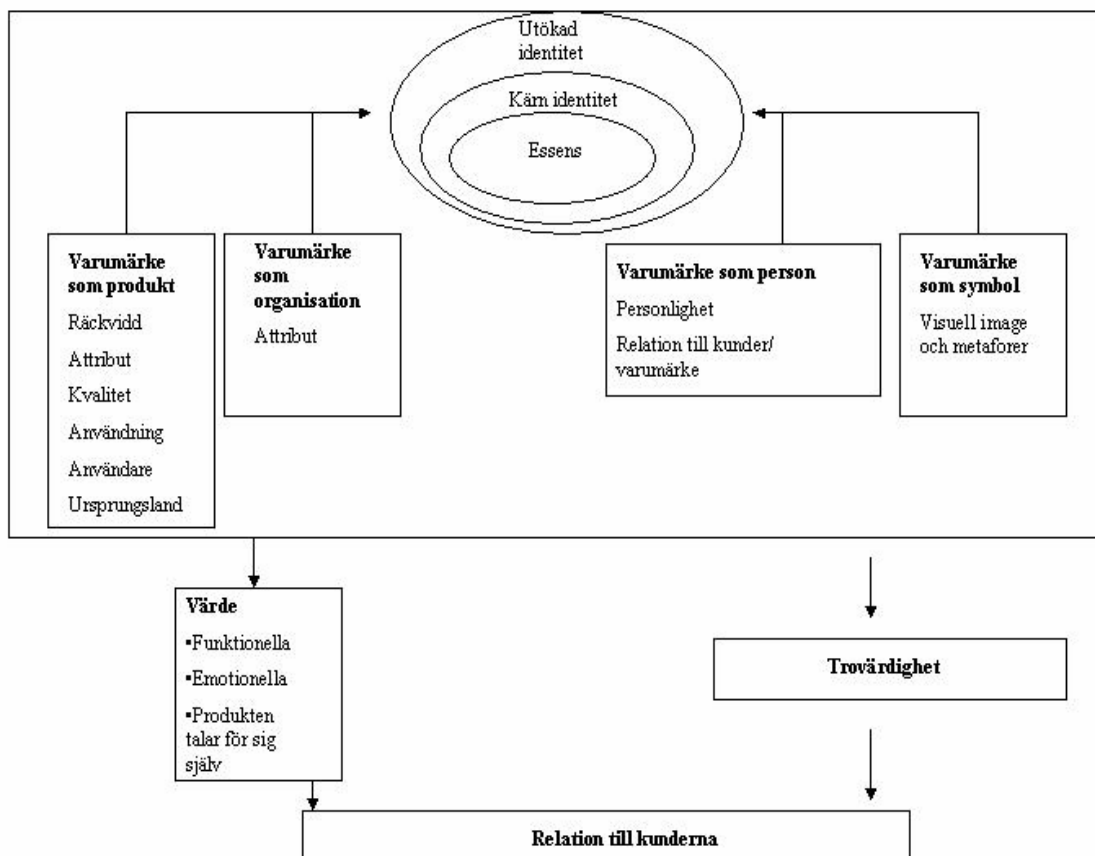 Utökad
identitet
Kärn identitet
Essens
Varumärke
som produkt
Räckvidd
Attribut
Kvalitet
Användning
Användare
Ursprungsland
Varumärke
som
organisation
Attribut
Varumärke som person
Personlighet
Relation till kunder/
varumärke
Varumärke
som symbol
Visuell image
och metaforer
Värde
▪Funktionella
▪Emotionella
▪Produkten
talar för sig
själv
Trovärdighet
Relation till kunderna